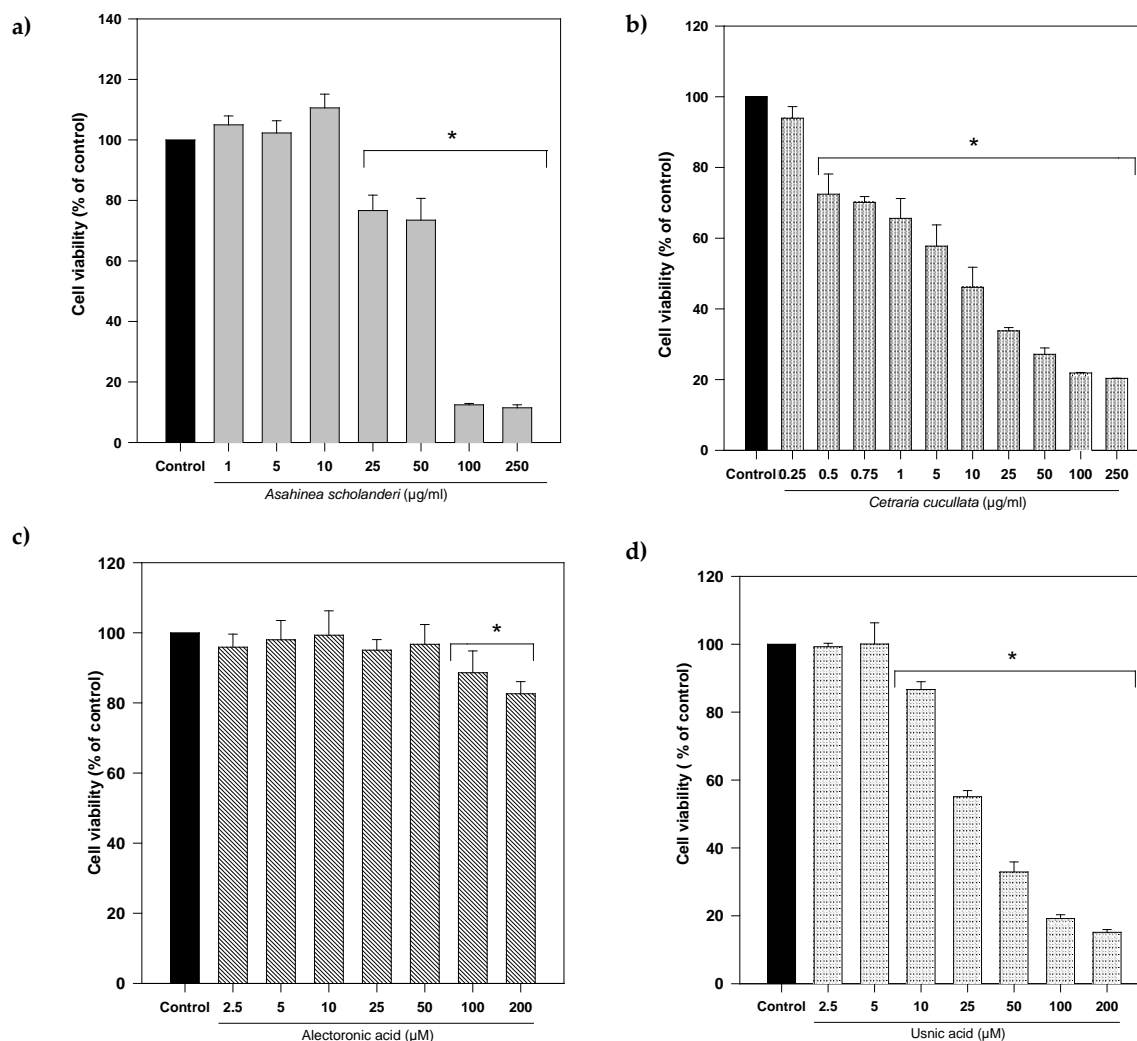 a)
140
120
100
80
60
40
20
0
Cell viability (% of control)
*
Control 1 5 10 25 50 100 250
Asahinea scholanderi (µg/ml)
b)
120
100
80
60
40
20
0
Cell viability (% of control)
*
Control 0.25 0.5 0.75 1 5 10 25 50 100 250
Cetraria cucullata (µg/ml)
c)
120
100
80
60
40
20
0
Cell viability (% of control)
*
Control 2.5 5 10 25 50 100 200
Alectoronic acid (µM)
d)
120
100
80
60
40
20
0
Cell viability ( % of control)
*
Control 2.5 5 10 25 50 100 200
Usnic acid (µM)